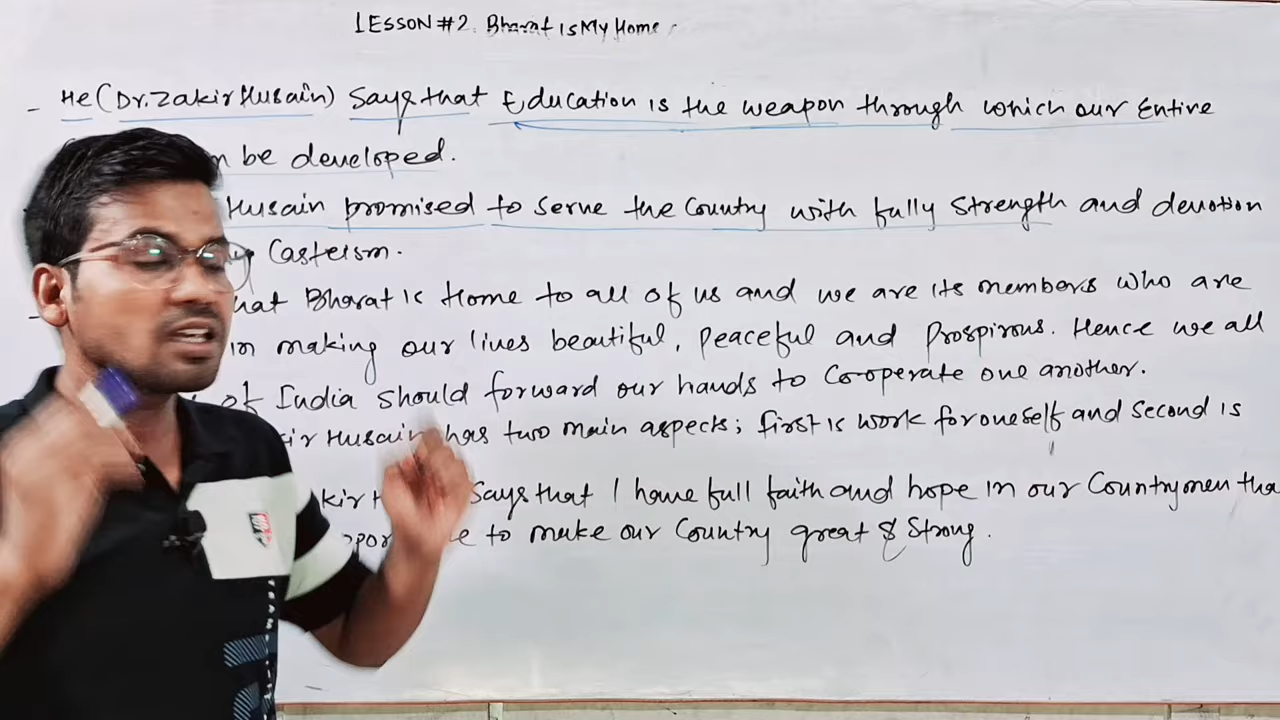 LESSON#2. Bharat is My Home
- He (Dr. Zakir Husain) Says that Education is the weapon through which our Entire
be developed.
Husain promised to serve the Country with fully Strength and devotion
Casteism.
Bharat is Home to all of us and we are its members who are
in making our lives beautiful, peaceful and Prospirous. Hence we all
of India should forward our hands to Co-operate one another.
Husain has two main aspects; first is work for oneself and Second is
Says that I have full faith and hope in our Countrymen tha
to make our Country great & Strong.